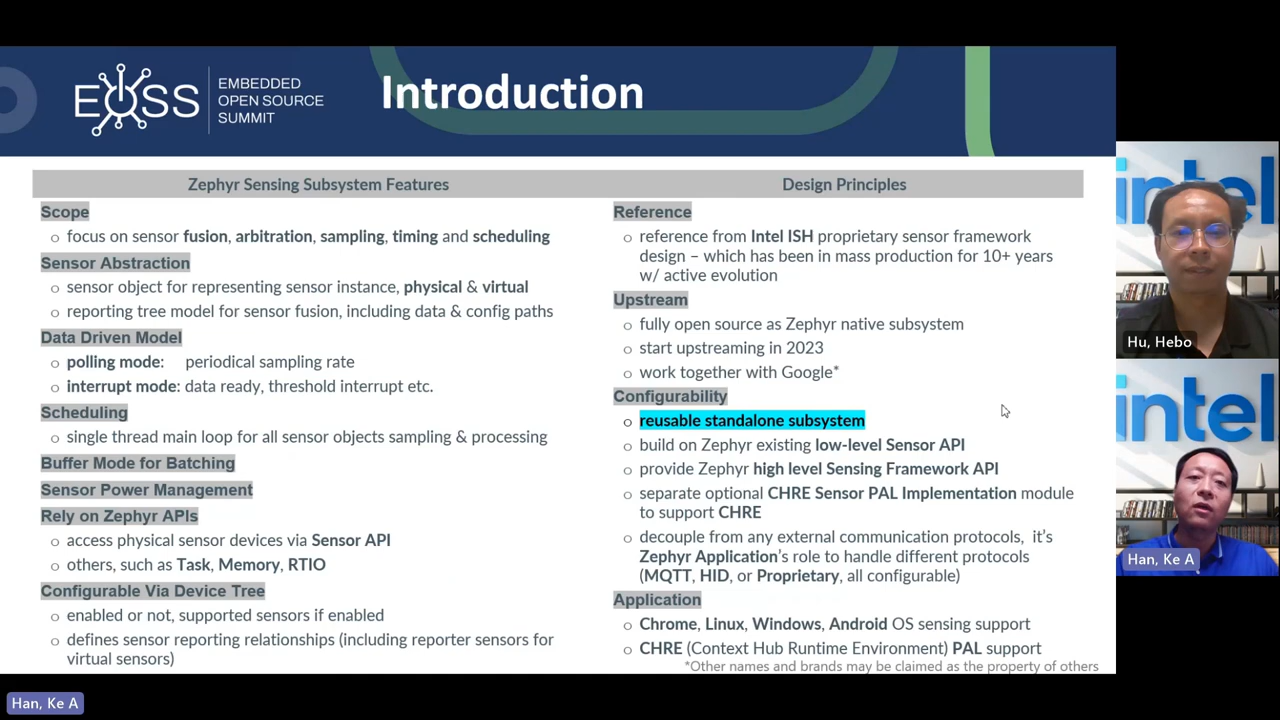 EOSS
EMBEDDED
OPEN SOURCE
SUMMIT
Introduction
Zephyr Sensing Subsystem Features
Scope
o focus on sensor fusion, arbitration, sampling, timing and scheduling
Sensor Abstraction
o sensor object for representing sensor instance, physical & virtual
o reporting tree model for sensor fusion, including data & config paths
Data Driven Model
o polling mode: periodical sampling rate
o interrupt mode: data ready, threshold interrupt etc.
Scheduling
o single thread main loop for all sensor objects sampling & processing
Buffer Mode for Batching
Sensor Power Management
Rely on Zephyr APIs
o access physical sensor devices via Sensor API
o others, such as Task, Memory, RTIO
Configurable Via Device Tree
o enabled or not, supported sensors if enabled
o defines sensor reporting relationships (including reporter sensors for
virtual sensors)
Design Principles
Reference
o reference from Intel ISH proprietary sensor framework
design – which has been in mass production for 10+ years
w/ active evolution
Upstream
o fully open source as Zephyr native subsystem
o start upstreaming in 2023
o work together with Google*
Configurability
o reusable standalone subsystem
o build on Zephyr existing low-level Sensor API
o provide Zephyr high level Sensing Framework API
o separate optional CHRE Sensor PAL Implementation module
to support CHRE
o decouple from any external communication protocols, it's
Zephyr Application's role to handle different protocols
(MQTT, HID, or Proprietary, all configurable)
Application
o Chrome, Linux, Windows, Android OS sensing support
o CHRE (Context Hub Runtime Environment) PAL support
*Other names and brands may be claimed as the property of others
intel
Hu, Hebo
intel
Han, Ke A
Han, Ke A